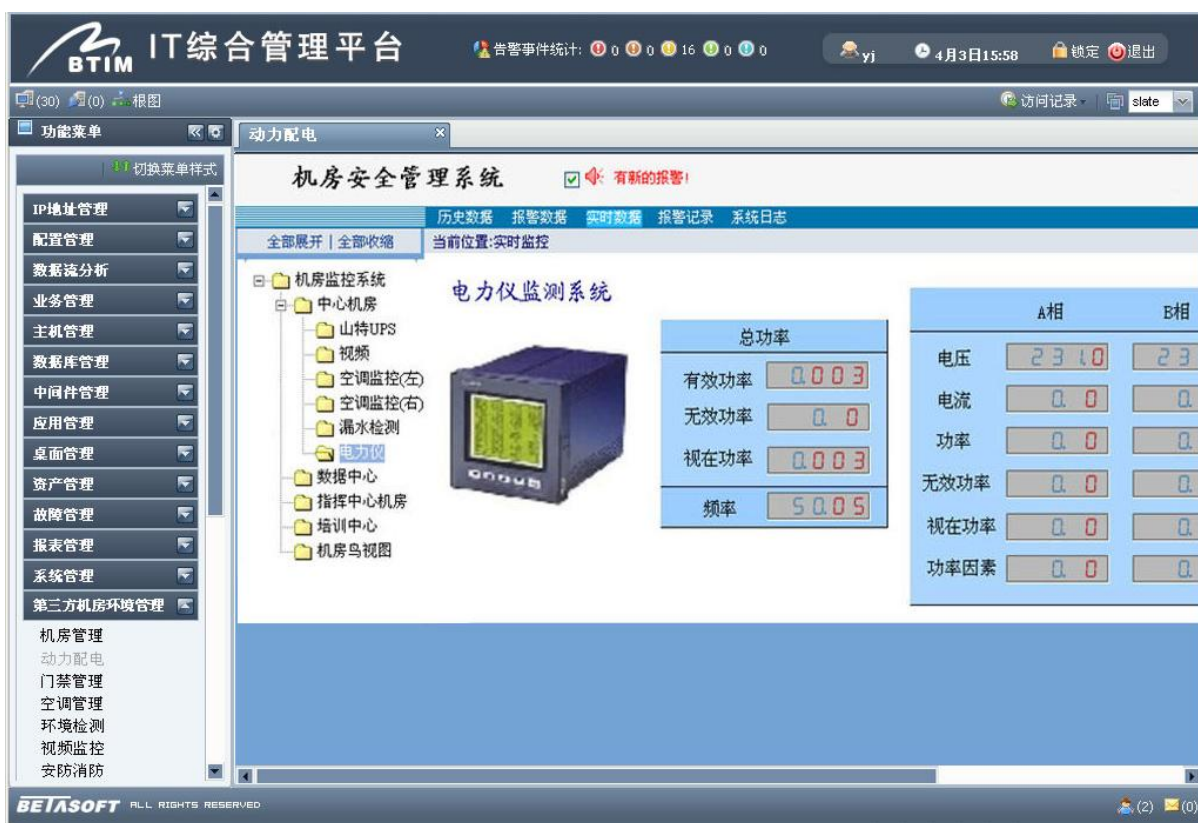 BTIM IT综合管理平台 告警事件统计: 0 0 16 0 0 yj 4月3日15:58 锁定 退出
(30) (0) 根图 访问记录 slate
功能菜单 动力配电
切换菜单样式
机房安全管理系统 有新的报警!
IP地址管理
历史数据 报警数据 实时数据 报警记录 系统日志
配置管理
全部展开 | 全部收缩 当前位置:实时监控
数据流分析
业务管理
主机管理
数据库管理
中间件管理
应用管理
桌面管理
资产管理
故障管理
报表管理
系统管理
第三方机房环境管理
机房管理
动力配电
门禁管理
空调管理
环境检测
视频监控
安防消防
机房监控系统
中心机房
山特UPS
视频
空调监控(左)
空调监控(右)
漏水检测
电力仪
数据中心
指挥中心机房
培训中心
机房鸟视图
电力仪监测系统
总功率
有效功率 0.003
无效功率 0.0
视在功率 0.003
频率 50.05
A相 B相
电压 231.0 23
电流 0.0 0.
功率 0.0 0.
无效功率 0.0 0.
视在功率 0.0 0.
功率因素 0.0 0.
BETASOFT ALL RIGHTS RESERVED (2) (0)